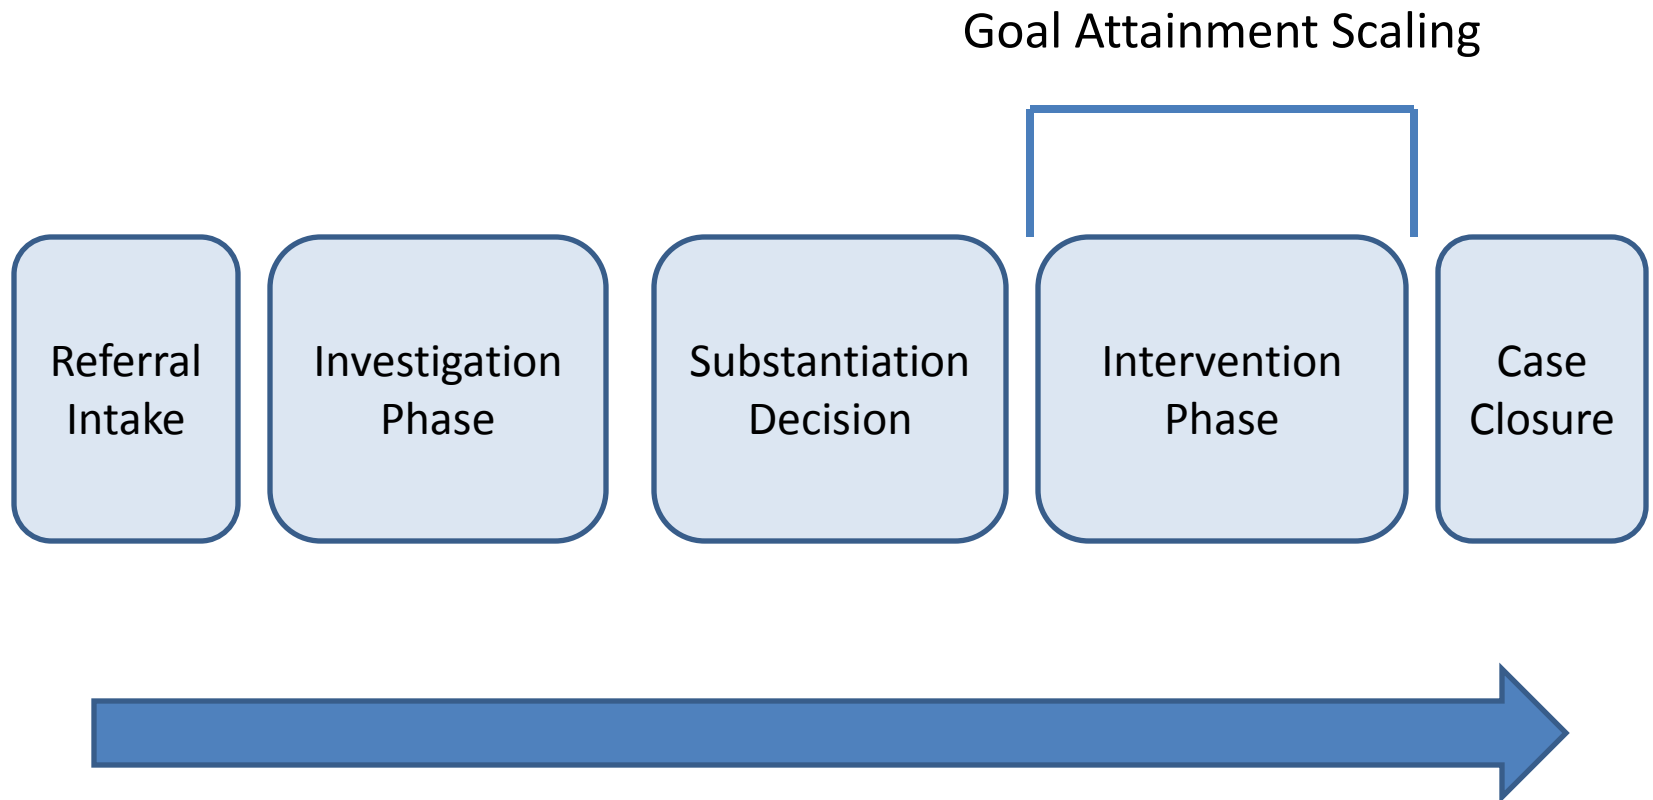 Goal Attainment Scaling
Referral
Intake
Investigation
Phase
Substantiation
Decision
Intervention
Phase
Case
Closure